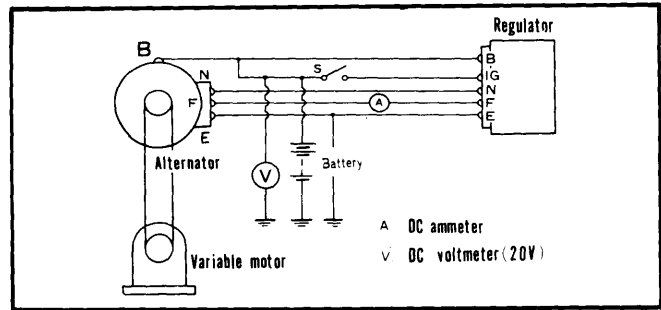 Regulator
B
B
S
IG
N
N
F
A
F
E
E
Alternator
Battery
V
A DC ammeter
V DC voltmeter(20V)
Variable motor